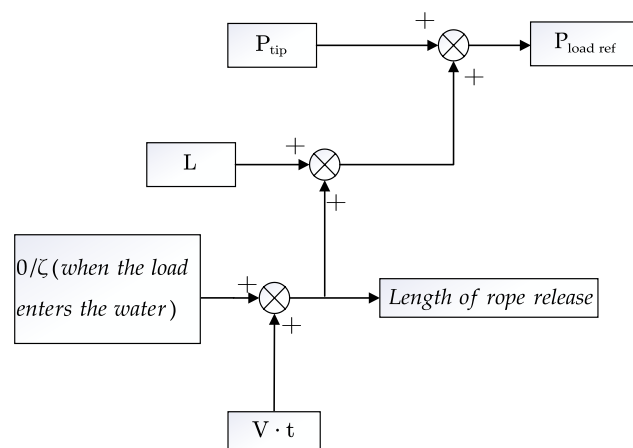 +
P_tip
P_load ref
+
+
L
+
0/ζ(when the load
enters the water)
+
Length of rope release
+
V · t